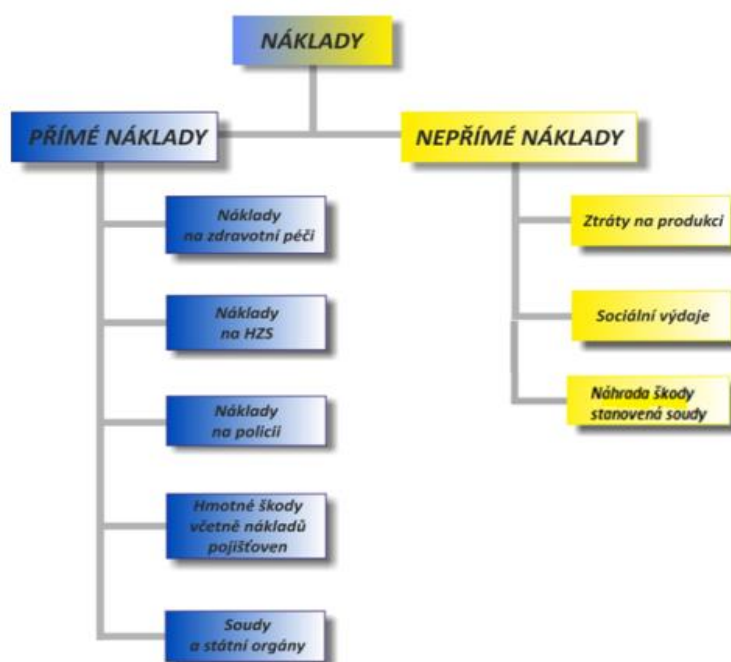 NÁKLADY
PŘÍMÉ NÁKLADY
Náklady
na zdravotní péči
Náklady
na HZS
Náklady
na policii
Hmotné škody
včetně nákladů
pojišťoven
Soudy
a státní orgány
NEPŘÍMÉ NÁKLADY
Ztráty na produkci
Sociální výdaje
Náhrada škody
stanovená soudy